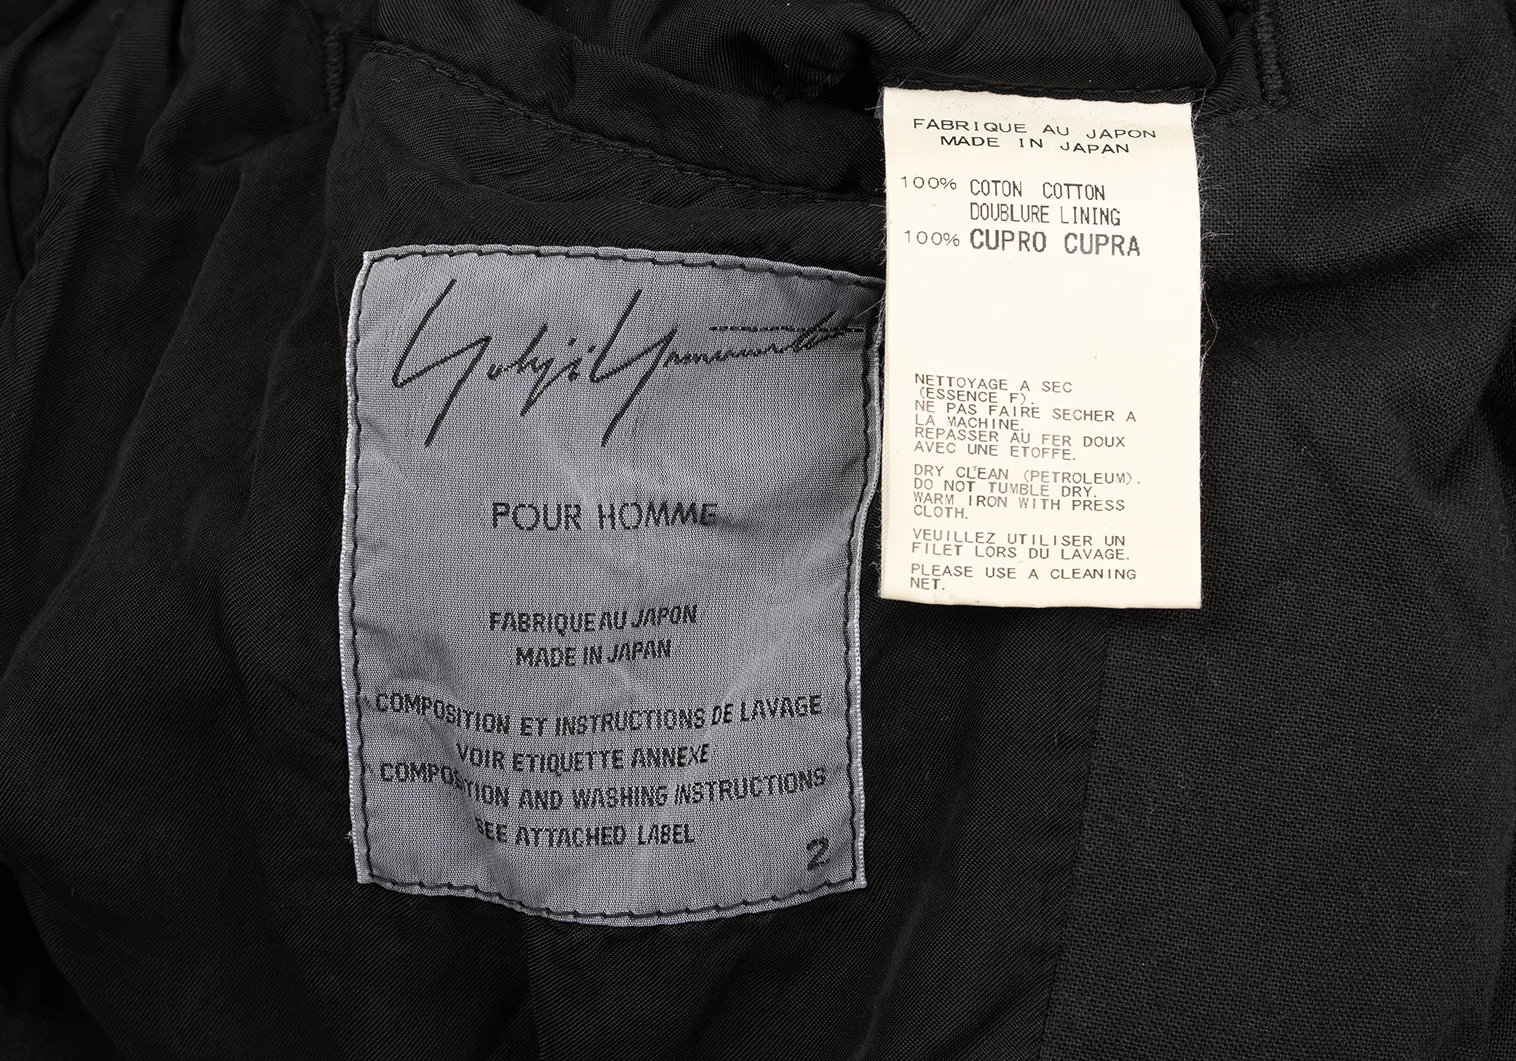 Yohji Yamamoto
POUR HOMME
FABRIQUE AU JAPON
MADE IN JAPAN
COMPOSITION ET INSTRUCTIONS DE LAVAGE
VOIR ETIQUETTE ANNEXE
COMPOSITION AND WASHING INSTRUCTIONS
SEE ATTACHED LABEL
2
FABRIQUE AU JAPON
MADE IN JAPAN
100% COTON COTTON
DOUBLURE LINING
100% CUPRO CUPRA
NETTOYAGE A SEC
(ESSENCE F).
NE PAS FAIRE SECHER A
LA MACHINE.
REPASSER AU FER DOUX
AVEC UNE ETOFFE.
DRY CLEAN (PETROLEUM).
DO NOT TUMBLE DRY.
WARM IRON WITH PRESS
CLOTH.
VEUILLEZ UTILISER UN
FILET LORS DU LAVAGE.
PLEASE USE A CLEANING
NET.